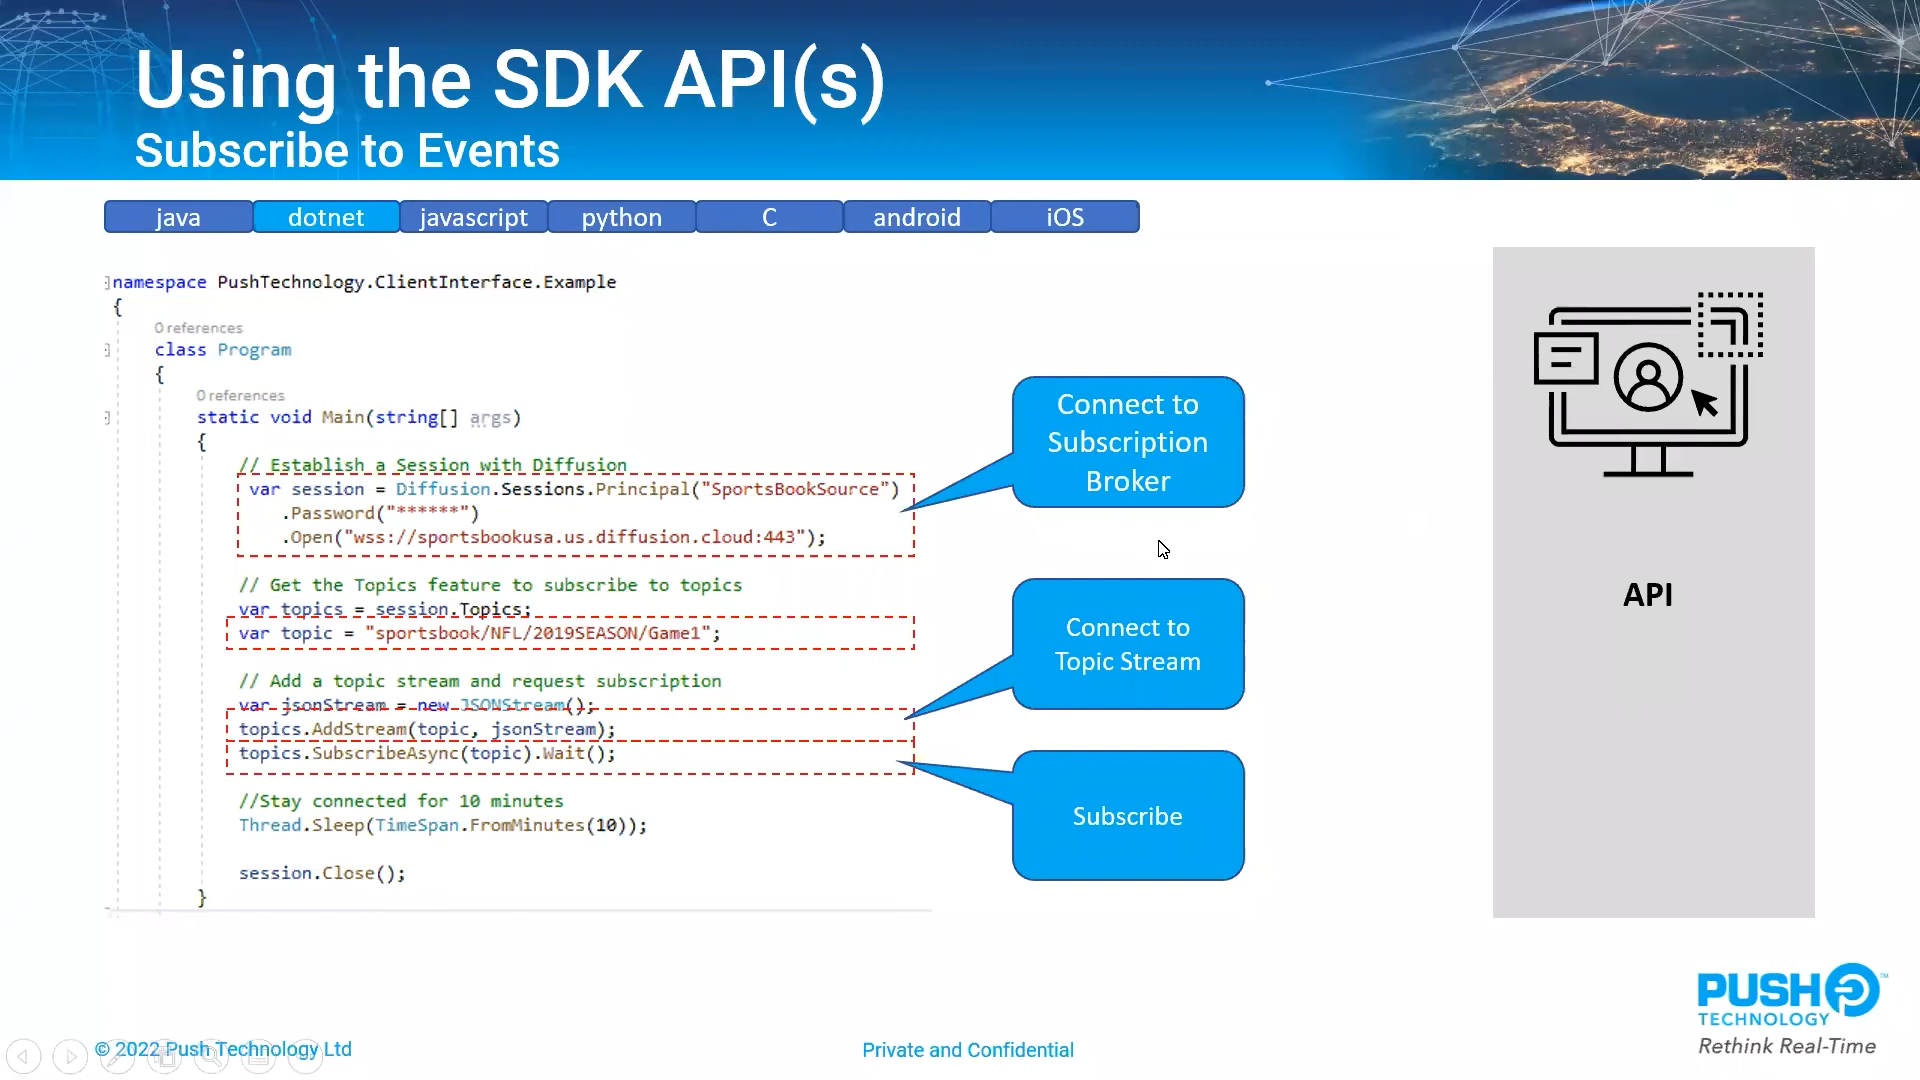 Using the SDK API(s)
Subscribe to Events
java dotnet javascript python C android iOS
namespace PushTechnology.ClientInterface.Example
{
0 references
class Program
{
0 references
static void Main(string[] args)
{
// Establish a Session with Diffusion
var session = Diffusion.Sessions.Principal("SportsBookSource")
.Password("******")
.Open("wss://sportsbookusa.us.diffusion.cloud:443");
// Get the Topics feature to subscribe to topics
var topics = session.Topics;
var topic = "sportsbook/NFL/2019SEASON/Game1";
// Add a topic stream and request subscription
var jsonStream = new JSONStream();
topics.AddStream(topic, jsonStream);
topics.SubscribeAsync(topic).Wait();
//Stay connected for 10 minutes
Thread.Sleep(TimeSpan.FromMinutes(10));
session.Close();
}
Connect to
Subscription
Broker
Connect to
Topic Stream
Subscribe
API
PUSH
TECHNOLOGY
Rethink Real-Time
© 2022 Push Technology Ltd
Private and Confidential